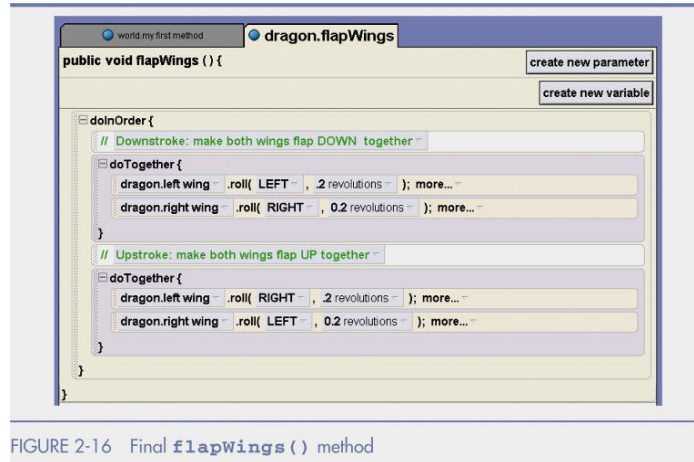 world.my first method
dragon.flapWings
public void flapWings ( ) {
create new parameter
create new variable
doInOrder {
// Downstroke: make both wings flap DOWN together
doTogether {
dragon.left wing .roll( LEFT , .2 revolutions ); more...
dragon.right wing .roll( RIGHT , 0.2 revolutions ); more...
}
// Upstroke: make both wings flap UP together
doTogether {
dragon.left wing .roll( RIGHT , .2 revolutions ); more...
dragon.right wing .roll( LEFT , 0.2 revolutions ); more...
}
}
}
FIGURE 2-16 Final flapWings() method